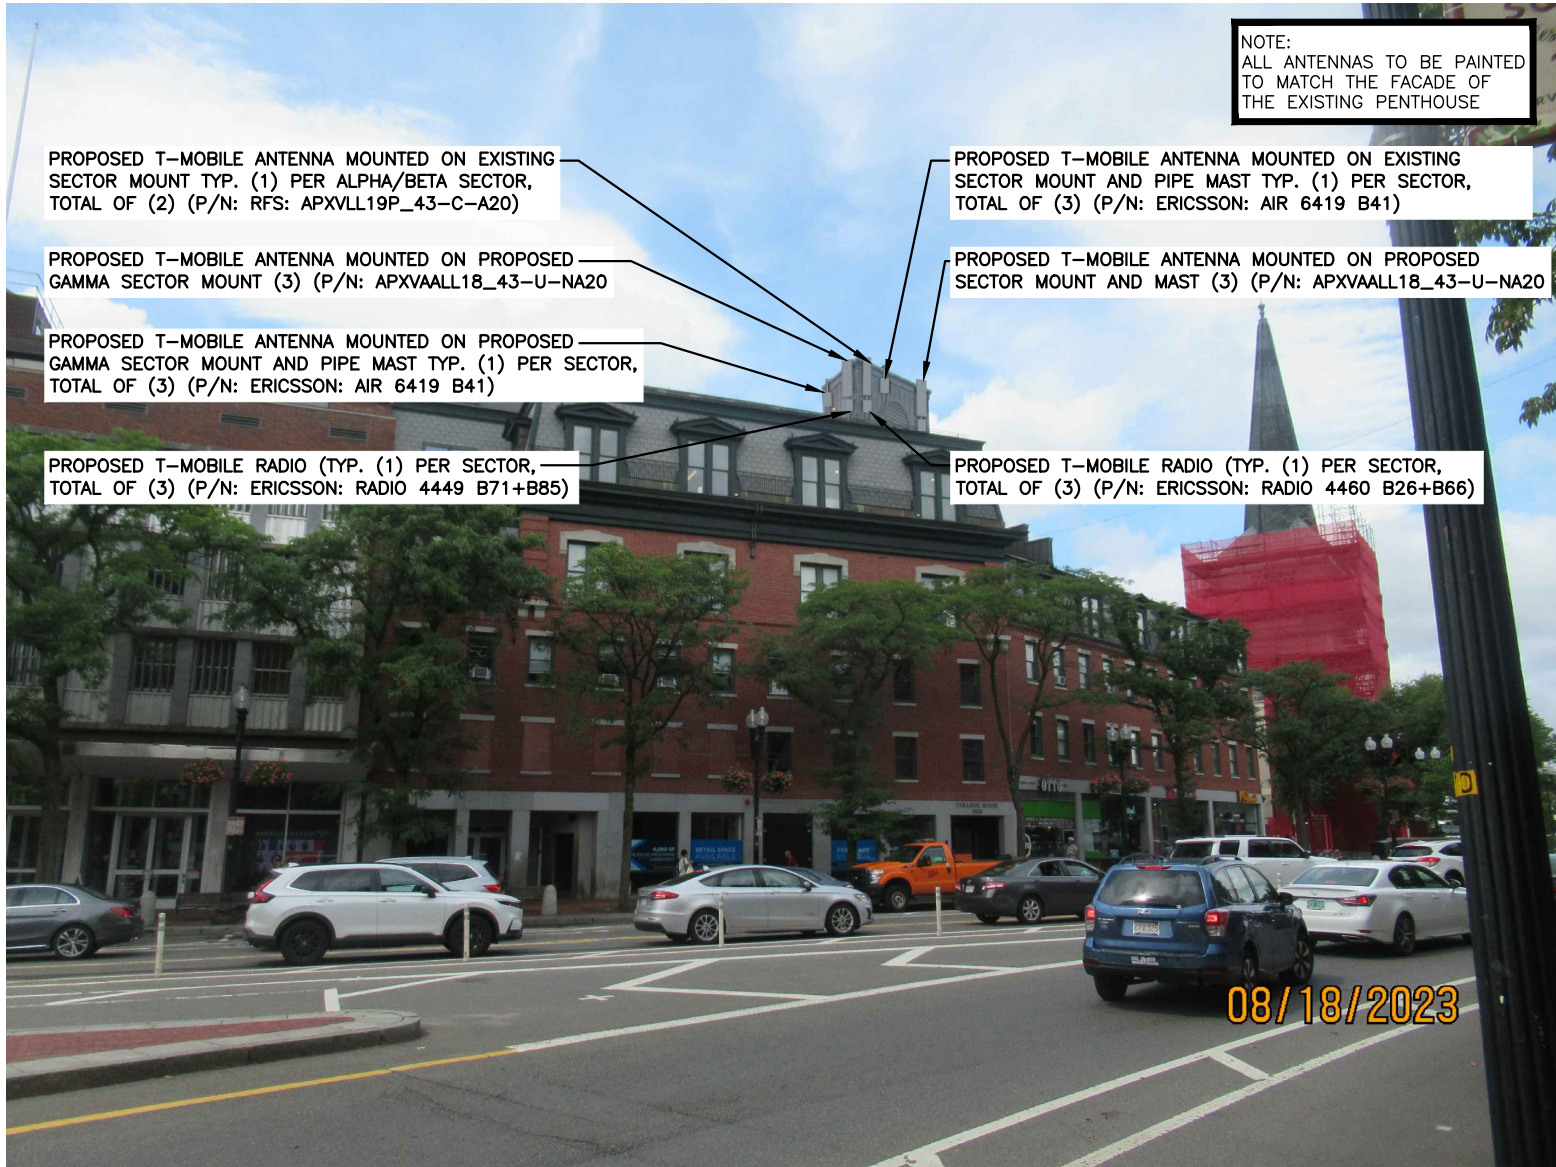 NOTE:
ALL ANTENNAS TO BE PAINTED
TO MATCH THE FACADE OF
THE EXISTING PENTHOUSE
PROPOSED T-MOBILE ANTENNA MOUNTED ON EXISTING
SECTOR MOUNT TYP. (1) PER ALPHA/BETA SECTOR,
TOTAL OF (2) (P/N: RFS: APXVLL19P_43-C-A20)
PROPOSED T-MOBILE ANTENNA MOUNTED ON EXISTING
SECTOR MOUNT AND PIPE MAST TYP. (1) PER SECTOR,
TOTAL OF (3) (P/N: ERICSSON: AIR 6419 B41)
PROPOSED T-MOBILE ANTENNA MOUNTED ON PROPOSED
GAMMA SECTOR MOUNT (3) (P/N: APXVAALL18_43-U-NA20
PROPOSED T-MOBILE ANTENNA MOUNTED ON PROPOSED
SECTOR MOUNT AND MAST (3) (P/N: APXVAALL18_43-U-NA20
PROPOSED T-MOBILE ANTENNA MOUNTED ON PROPOSED
GAMMA SECTOR MOUNT AND PIPE MAST TYP. (1) PER SECTOR,
TOTAL OF (3) (P/N: ERICSSON: AIR 6419 B41)
PROPOSED T-MOBILE RADIO (TYP. (1) PER SECTOR,
TOTAL OF (3) (P/N: ERICSSON: RADIO 4449 B71+B85)
PROPOSED T-MOBILE RADIO (TYP. (1) PER SECTOR,
TOTAL OF (3) (P/N: ERICSSON: RADIO 4460 B26+B66)
OTTO
COLLEGE HOUSE
RETAIL SPACE
AVAILABLE
08/18/2023